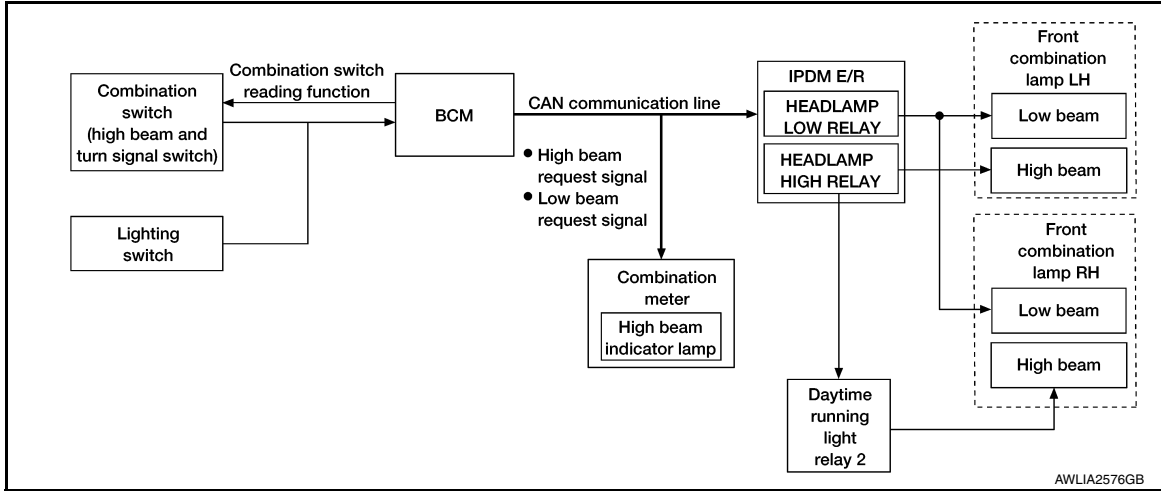 Combination
switch
(high beam and
turn signal switch)
Lighting
switch
Combination switch
reading function
BCM
CAN communication line
● High beam
request signal
● Low beam
request signal
Combination
meter
High beam
indicator lamp
IPDM E/R
HEADLAMP
LOW RELAY
HEADLAMP
HIGH RELAY
Daytime
running
light
relay 2
Front
combination
lamp LH
Low beam
High beam
Front
combination
lamp RH
Low beam
High beam
AWLIA2576GB